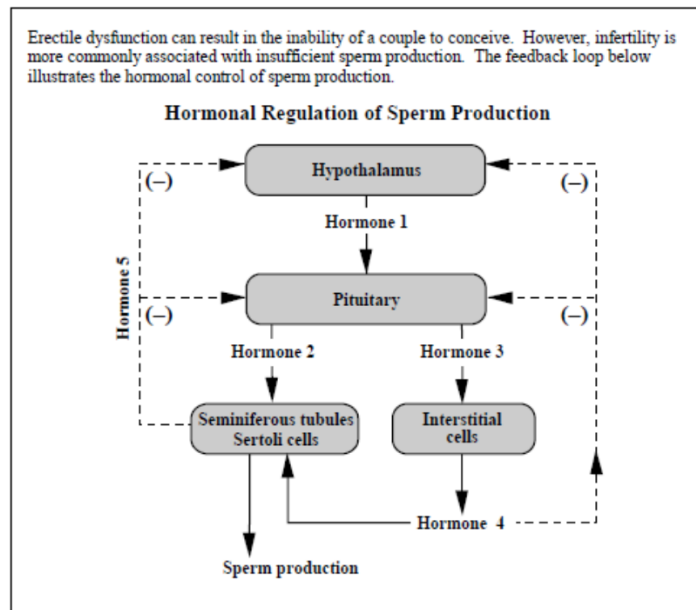 Erectile dysfunction can result in the inability of a couple to conceive. However, infertility is
more commonly associated with insufficient sperm production. The feedback loop below
illustrates the hormonal control of sperm production.
Hormonal Regulation of Sperm Production
Hypothalamus
(–)
(–)
Hormone 1
Hormone 5
Pituitary
(–)
(–)
Hormone 2
Hormone 3
Seminiferous tubules
Sertoli cells
Interstitial
cells
Hormone 4
Sperm production